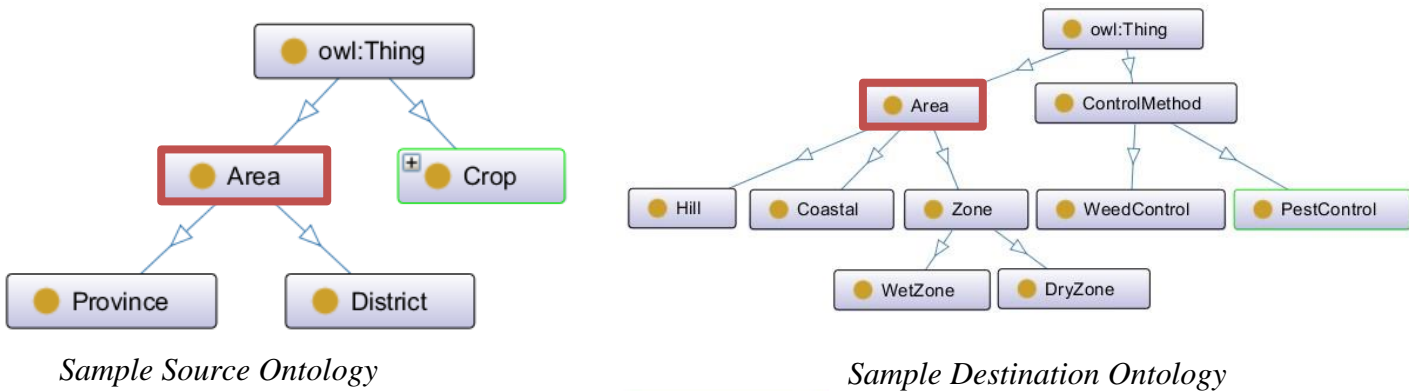 owl:Thing
Area
Crop
Province
District
Sample Source Ontology
owl:Thing
Area
ControlMethod
Hill
Coastal
Zone
WeedControl
PestControl
WetZone
DryZone
Sample Destination Ontology